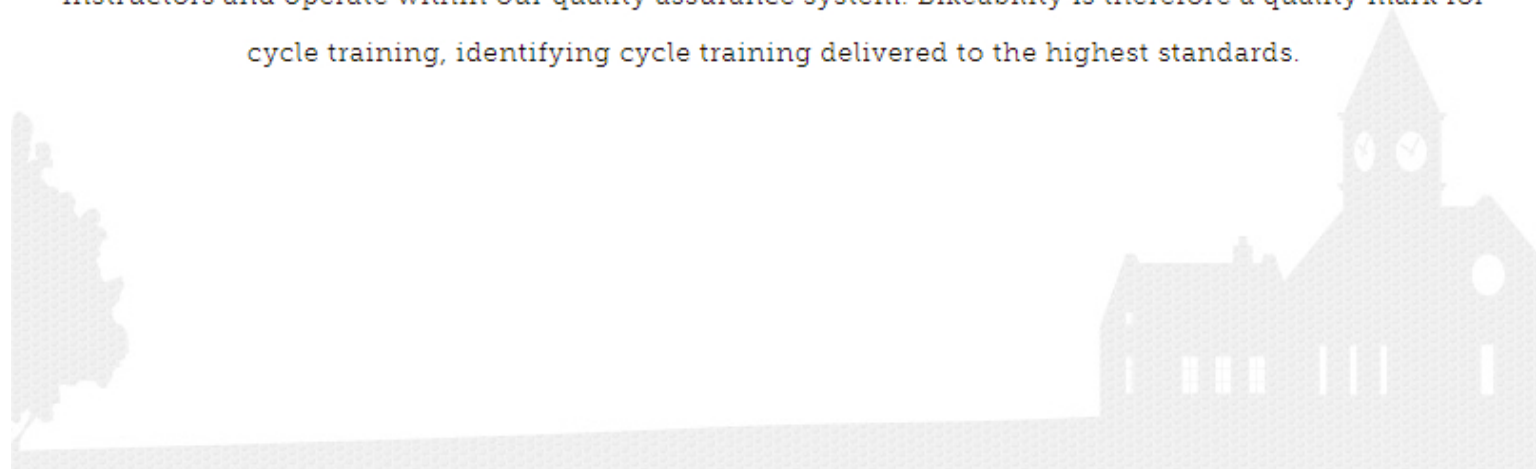 instructors and operate within our quality assurance system. Bikeability is therefore a quality mark for
cycle training, identifying cycle training delivered to the highest standards.